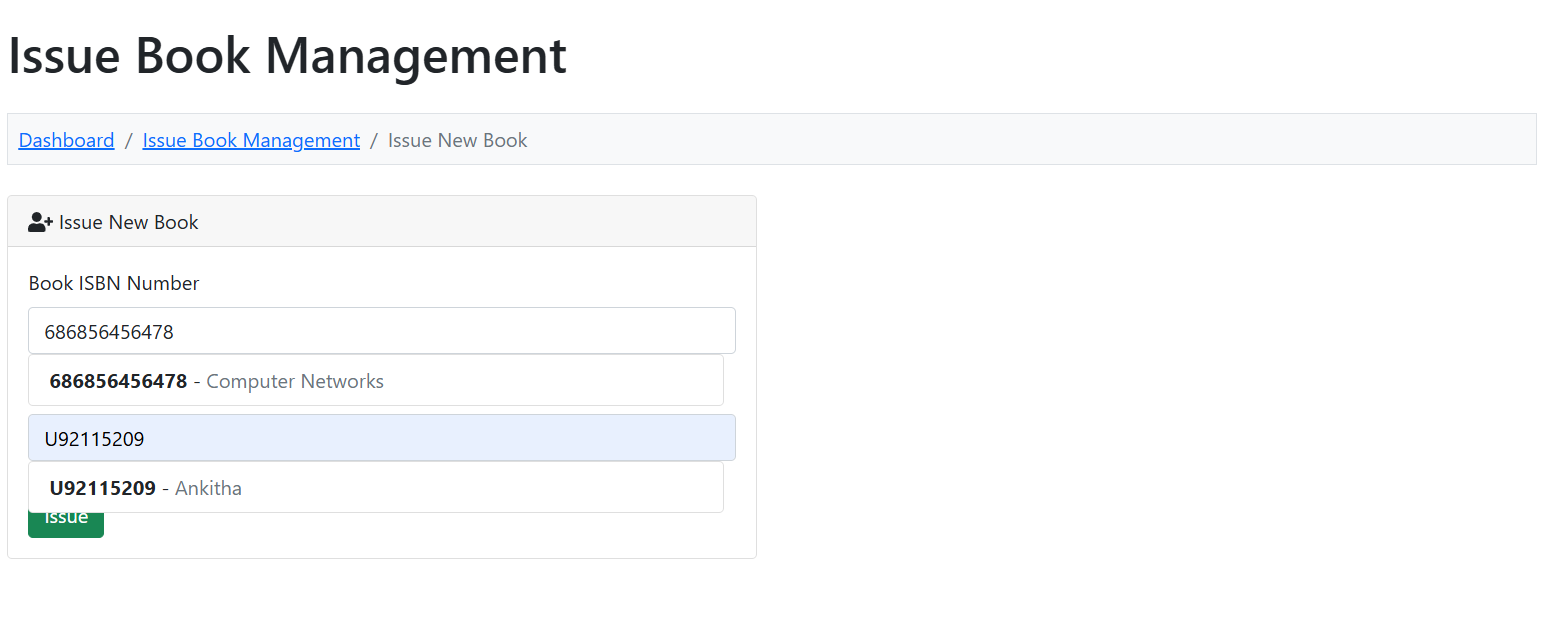 Issue Book Management
Dashboard / Issue Book Management / Issue New Book
Issue New Book
Book ISBN Number
686856456478
686856456478 - Computer Networks
U92115209
U92115209 - Ankitha
Issue